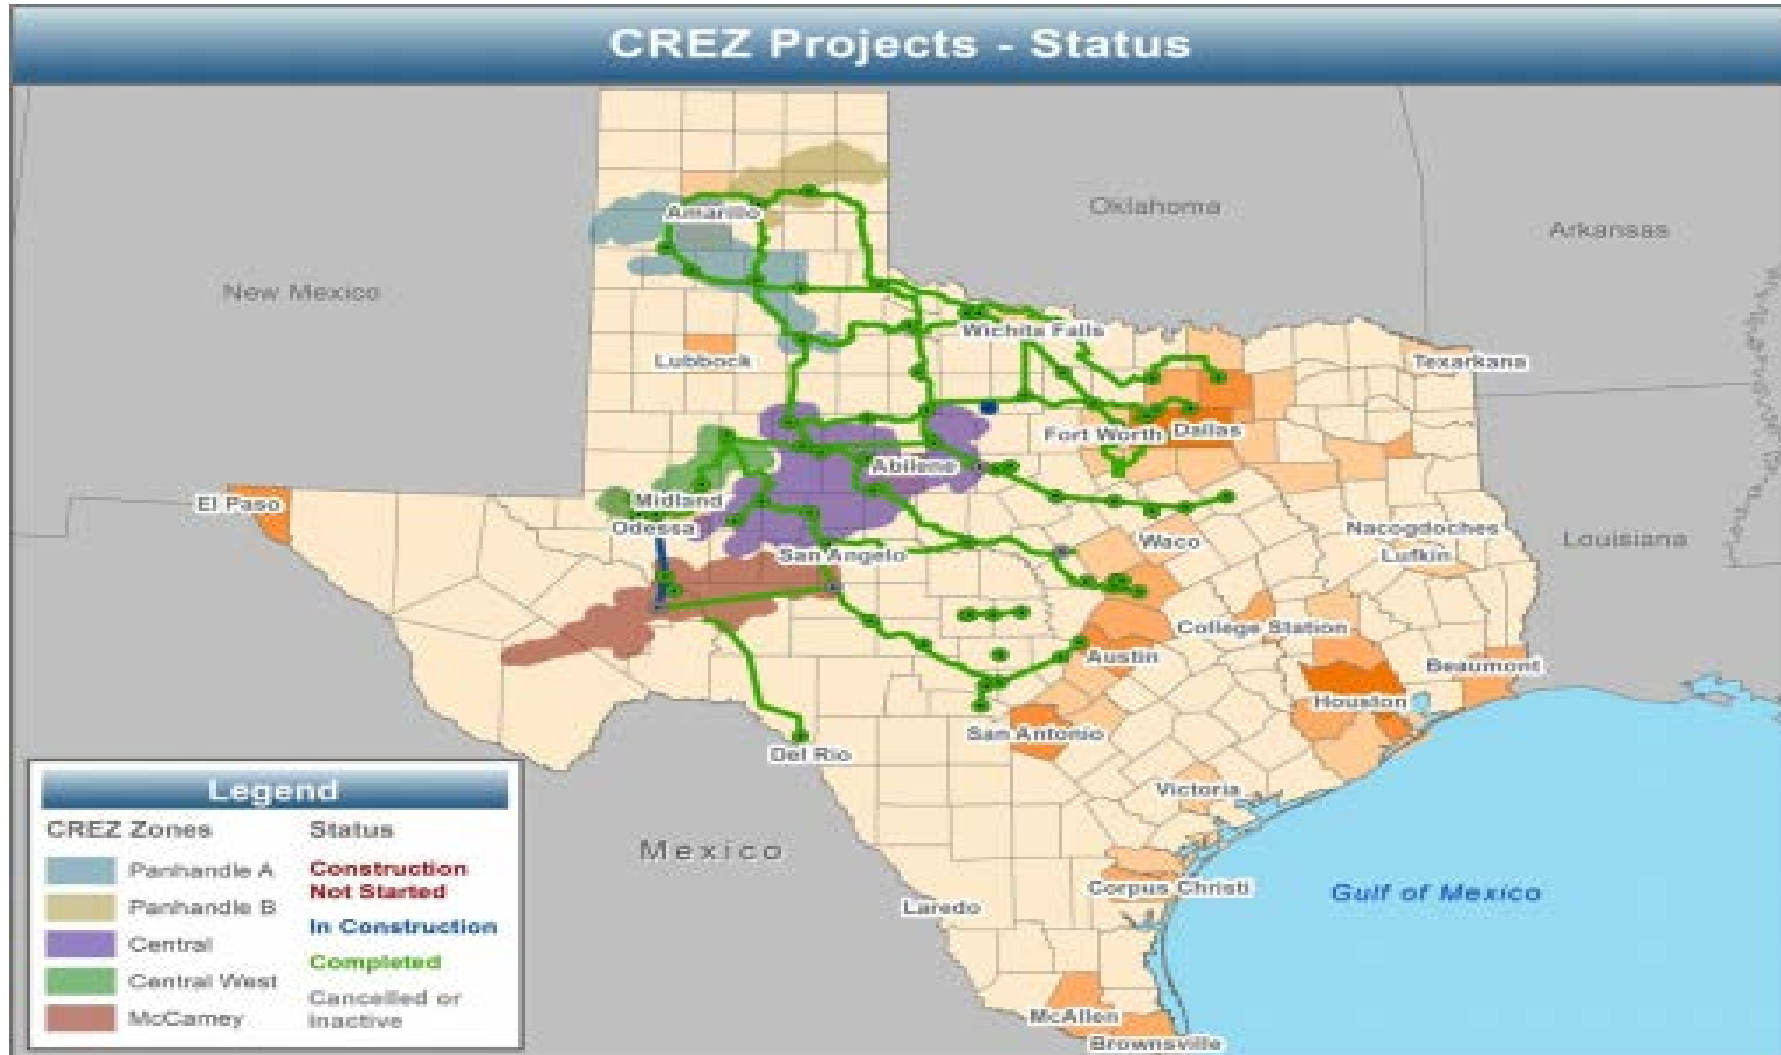 CREZ Projects - Status
Oklahoma
Arkansas
New Mexico
Amarillo
Wichita Falls
Lubbock
Texarkana
Fort Worth
Dallas
Abilene
El Paso
Midland
Odessa
Nacogdoches
Lufkin
Louisiana
Waco
San Angelo
College Station
Austin
Beaumont
Houston
San Antonio
Del Rio
Victoria
Mexico
Corpus Christi
Gulf of Mexico
Laredo
McAllen
Brownsville
Legend
CREZ Zones
Panhandle A
Panhandle B
Central
Central West
McCamey
Status
Construction
Not Started
In Construction
Completed
Cancelled or
Inactive